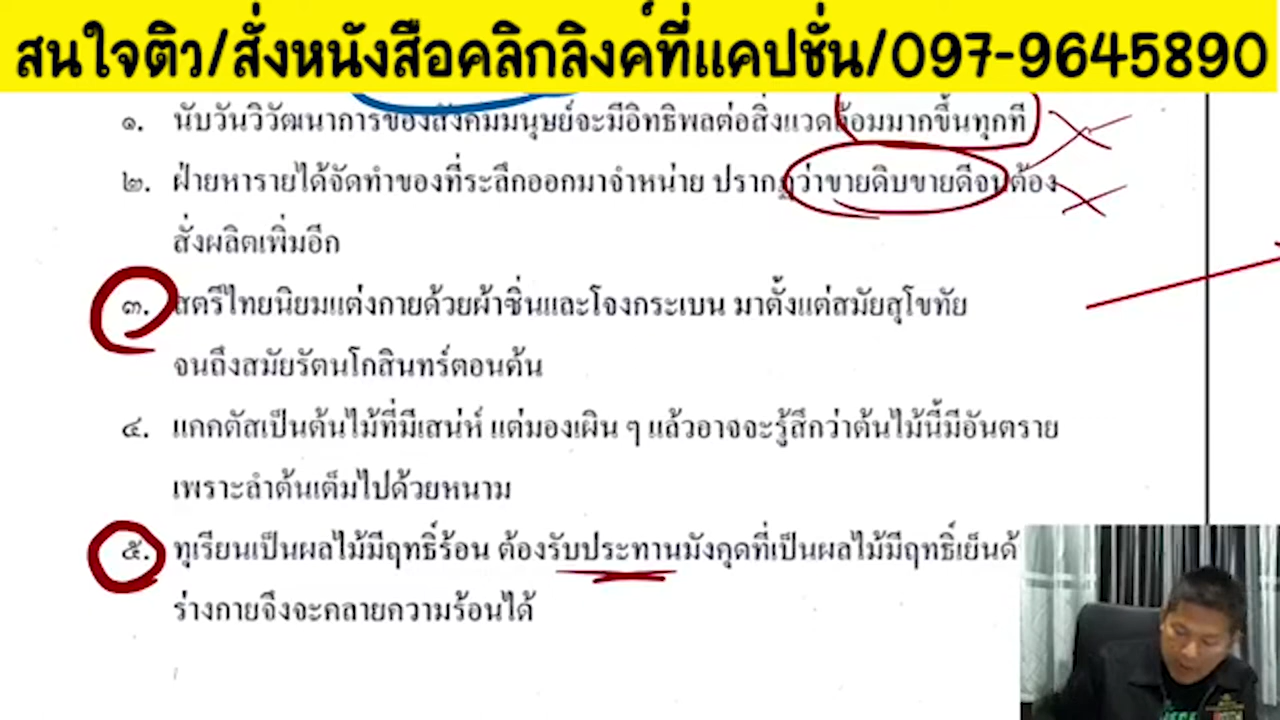 สนใจติว/สั่งหนังสือคลิกลิงค์ที่แคปชั่น/097-9645890
๑. นับวันวิวัฒนาการของสังคมมนุษย์จะมีอิทธิพลต่อสิ่งแวดล้อมมากขึ้นทุกที
๒. ฝ่ายหารายได้จัดทำของที่ระลึกออกมาจำหน่าย ปรากฏว่าขายดิบขายดีจนต้อง
สั่งผลิตเพิ่มอีก
๓. สตรีไทยนิยมแต่งกายด้วยผ้าซิ่นและโจงกระเบน มาตั้งแต่สมัยสุโขทัย
จนถึงสมัยรัตนโกสินทร์ตอนต้น
๔. แคคตัสเป็นต้นไม้ที่มีเสน่ห์ แต่มองเผิน ๆ แล้วอาจจะรู้สึกว่าต้นไม้นี้มีอันตราย
เพราะลำต้นเต็มไปด้วยหนาม
๕. ทุเรียนเป็นผลไม้มีฤทธิ์ร้อน ต้องรับประทานมังคุดที่เป็นผลไม้มีฤทธิ์เย็น
ร่างกายจึงจะคลายความร้อนได้